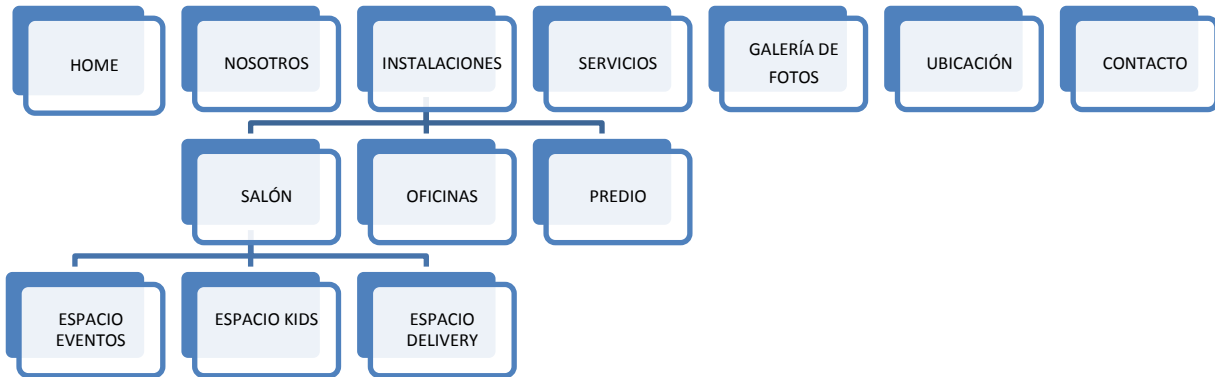 HOME
NOSOTROS
INSTALACIONES
SERVICIOS
GALERÍA DE
FOTOS
UBICACIÓN
CONTACTO
SALÓN
OFICINAS
PREDIO
ESPACIO
EVENTOS
ESPACIO KIDS
ESPACIO
DELIVERY